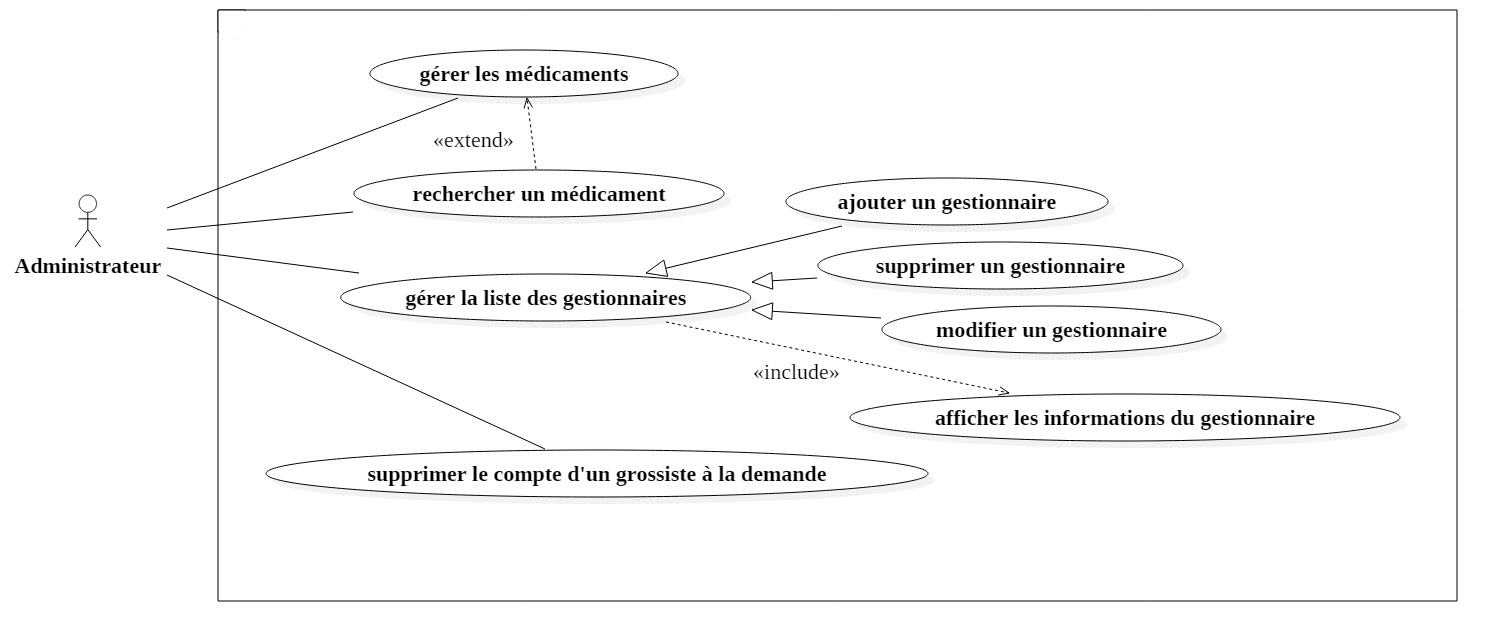 gérer les médicaments
«extend»
rechercher un médicament
ajouter un gestionnaire
Administrateur
supprimer un gestionnaire
gérer la liste des gestionnaires
modifier un gestionnaire
«include»
afficher les informations du gestionnaire
supprimer le compte d'un grossiste à la demande